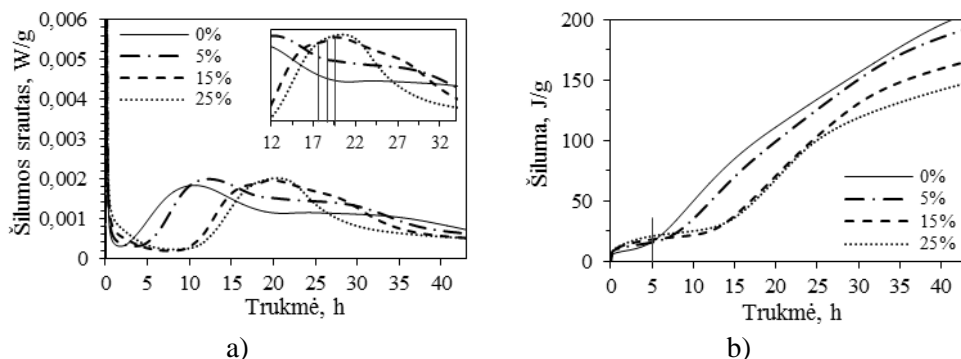 Šilumos srautas, W/g
0,006
0,005
0,004
0,003
0,002
0,001
0
0%
5%
15%
25%
12 17 22 27 32
0 5 10 15 20 25 30 35 40
Trukmė, h
a)
Šiluma, J/g
200
150
100
50
0
0%
5%
15%
25%
0 5 10 15 20 25 30 35 40
Trukmė, h
b)